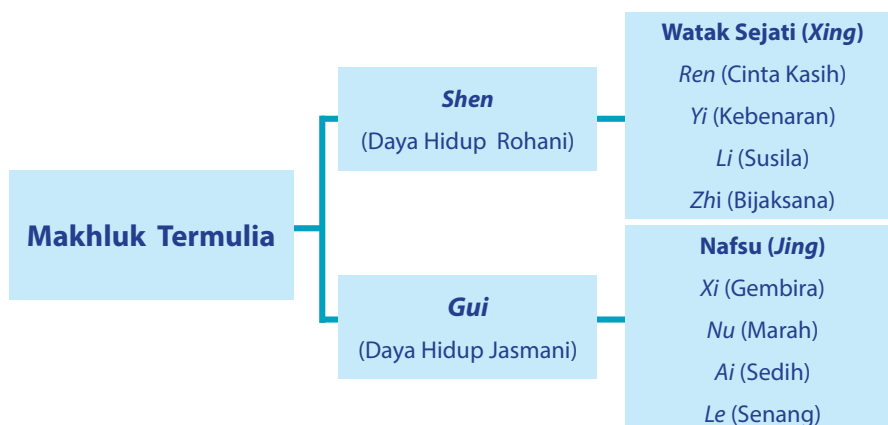 Makhluk Termulia
Shen
(Daya Hidup Rohani)
Watak Sejati (Xing)
Ren (Cinta Kasih)
Yi (Kebenaran)
Li (Susila)
Zhi (Bijaksana)
Gui
(Daya Hidup Jasmani)
Nafsu (Jing)
Xi (Gembira)
Nu (Marah)
Ai (Sedih)
Le (Senang)